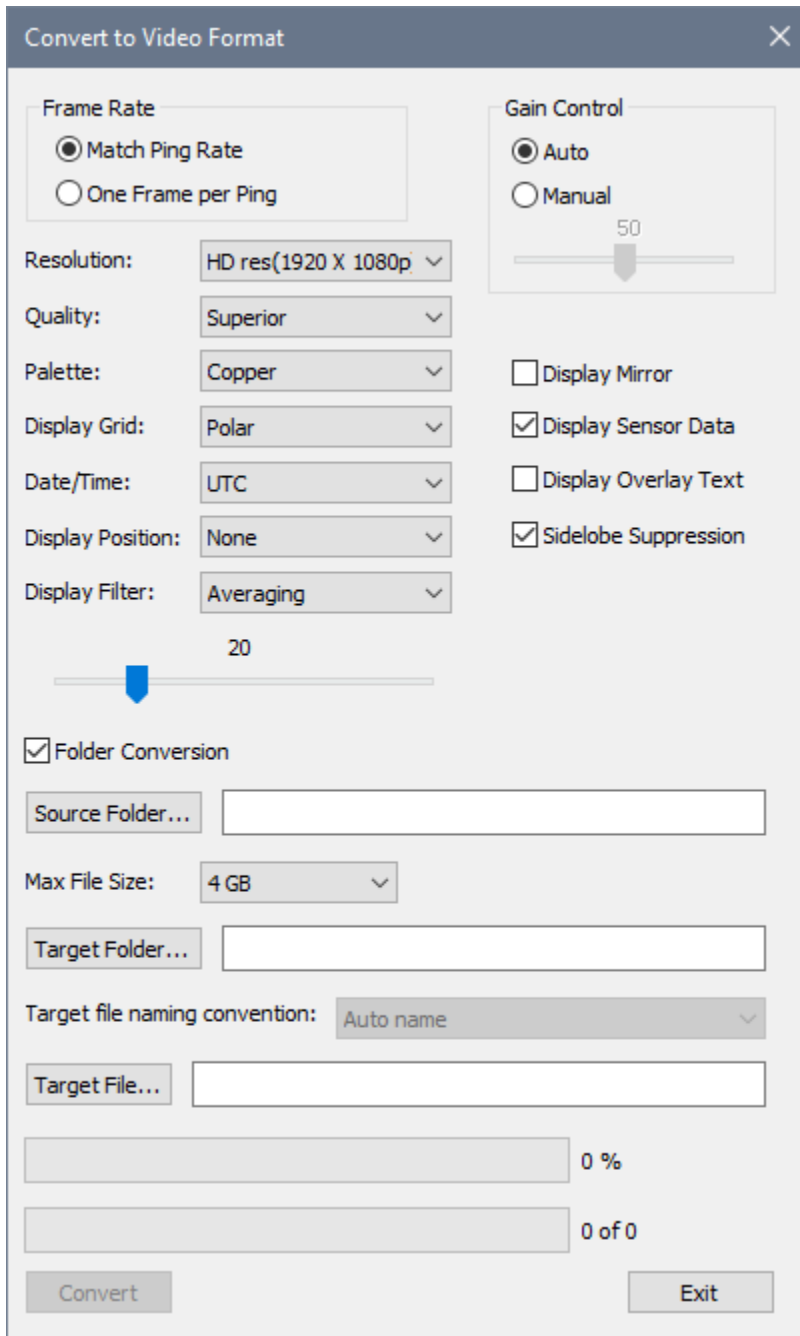 Convert to Video Format
Frame Rate
Match Ping Rate
One Frame per Ping
Gain Control
Auto
Manual
50
Resolution: HD res(1920 X 1080p
Quality: Superior
Palette: Copper
Display Grid: Polar
Date/Time: UTC
Display Position: None
Display Filter: Averaging
20
Display Mirror
Display Sensor Data
Display Overlay Text
Sidelobe Suppression
Folder Conversion
Source Folder...
Max File Size: 4 GB
Target Folder...
Target file naming convention: Auto name
Target File...
0 %
0 of 0
Convert
Exit